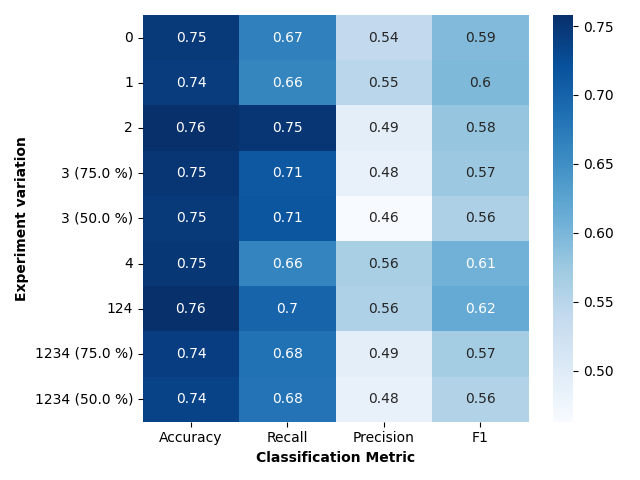 0 0.75 0.67 0.54 0.59
1 0.74 0.66 0.55 0.6
2 0.76 0.75 0.49 0.58
3 (75.0 %) 0.75 0.71 0.48 0.57
3 (50.0 %) 0.75 0.71 0.46 0.56
4 0.75 0.66 0.56 0.61
124 0.76 0.7 0.56 0.62
1234 (75.0 %) 0.74 0.68 0.49 0.57
1234 (50.0 %) 0.74 0.68 0.48 0.56
Accuracy Recall Precision F1
Classification Metric
Experiment variation
0.75
0.70
0.65
0.60
0.55
0.50